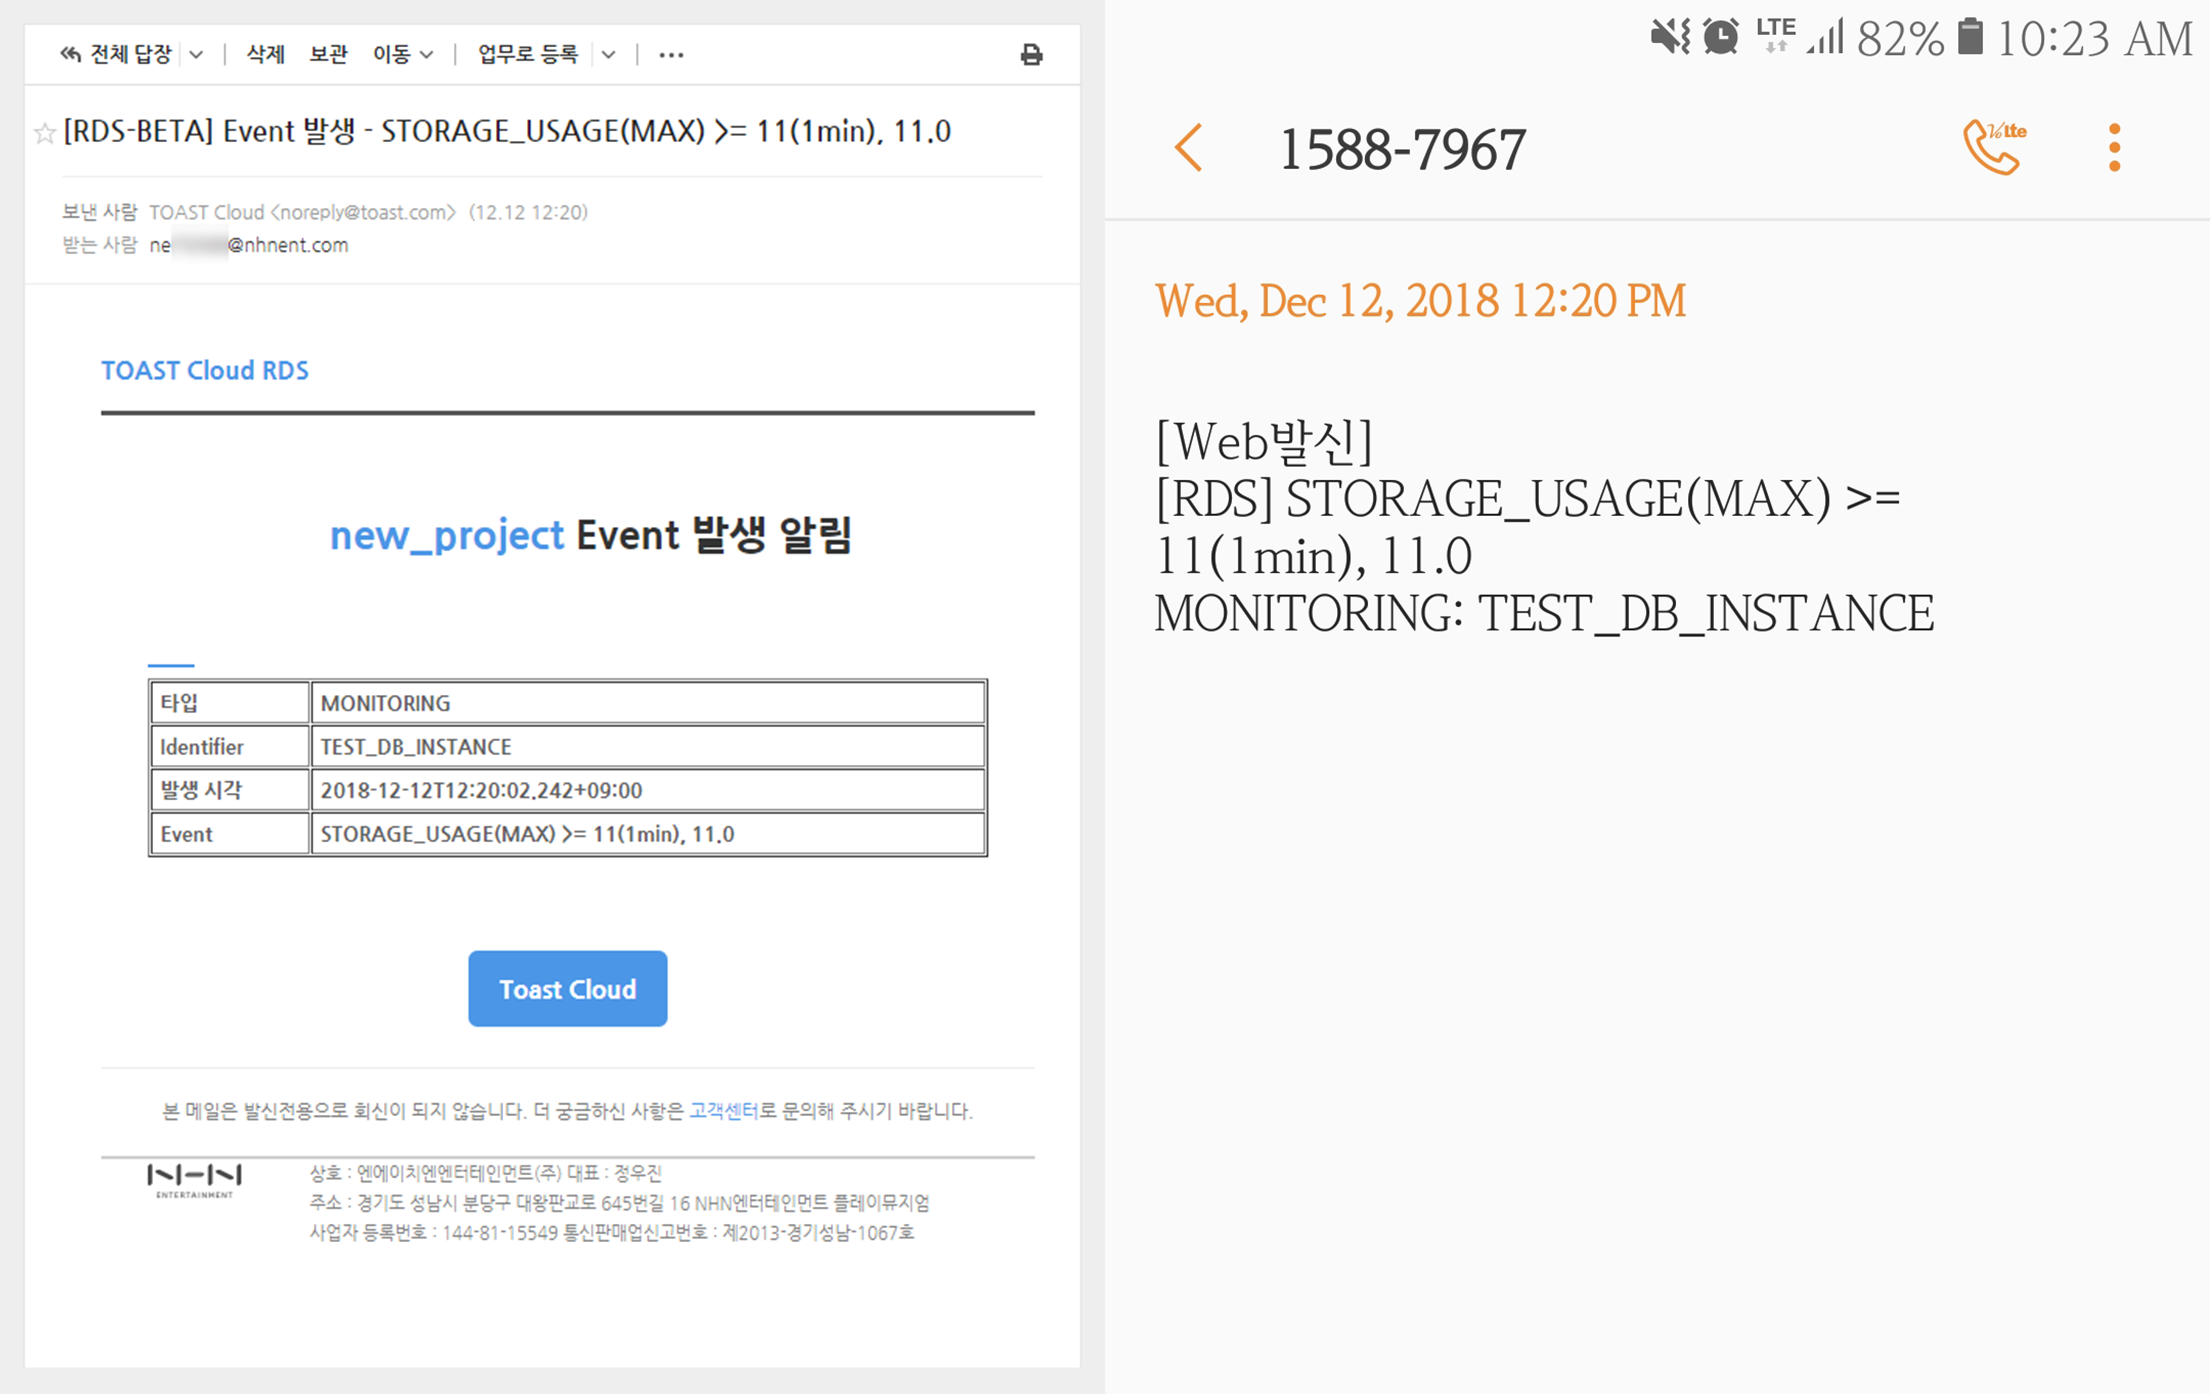 전체 답장 | 삭제 보관 이동 | 업무로 등록 | ...
[RDS-BETA] Event 발생 - STORAGE_USAGE(MAX) >= 11(1min), 11.0
보낸 사람 TOAST Cloud <noreply@toast.com> (12.12 12:20)
받는 사람 ne @nhnent.com
TOAST Cloud RDS
new_project Event 발생 알림
타입 MONITORING
Identifier TEST_DB_INSTANCE
발생 시각 2018-12-12T12:20:02.242+09:00
Event STORAGE_USAGE(MAX) >= 11(1min), 11.0
Toast Cloud
본 메일은 발신전용으로 회신이 되지 않습니다. 더 궁금하신 사항은 고객센터로 문의해 주시기 바랍니다.
NHN
ENTERTAINMENT
상호 : 엔에이치엔엔터테인먼트(주) 대표 : 정우진
주소 : 경기도 성남시 분당구 대왕판교로 645번길 16 NHN엔터테인먼트 플레이뮤지엄
사업자 등록번호 : 144-81-15549 통신판매업신고번호 : 제2013-경기성남-1067호
LTE 82% 10:23 AM
1588-7967
VoLTE
Wed, Dec 12, 2018 12:20 PM
[Web발신]
[RDS] STORAGE_USAGE(MAX) >=
11(1min), 11.0
MONITORING: TEST_DB_INSTANCE